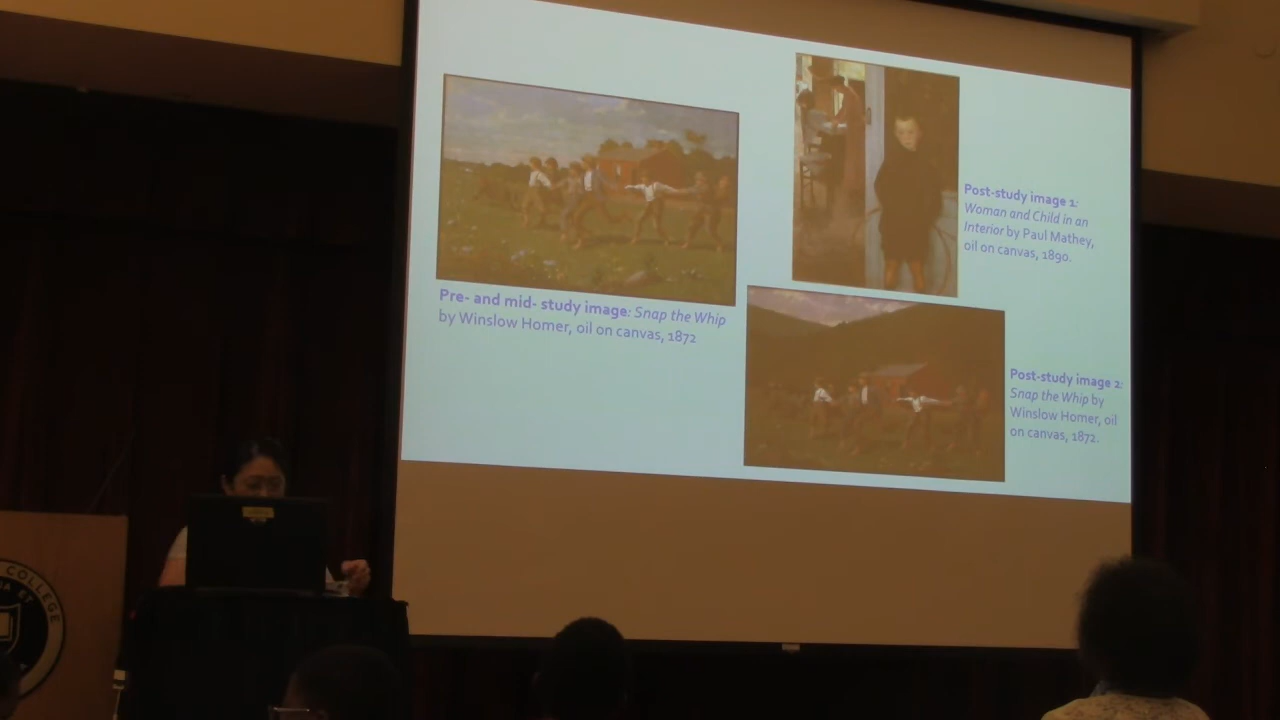 Pre- and mid- study image: Snap the Whip
by Winslow Homer, oil on canvas, 1872
Post-study image 1:
Woman and Child in an
Interior by Paul Mathey,
oil on canvas, 1890.
Post-study image 2:
Snap the Whip by
Winslow Homer, oil
on canvas, 1872.
COLLEGE